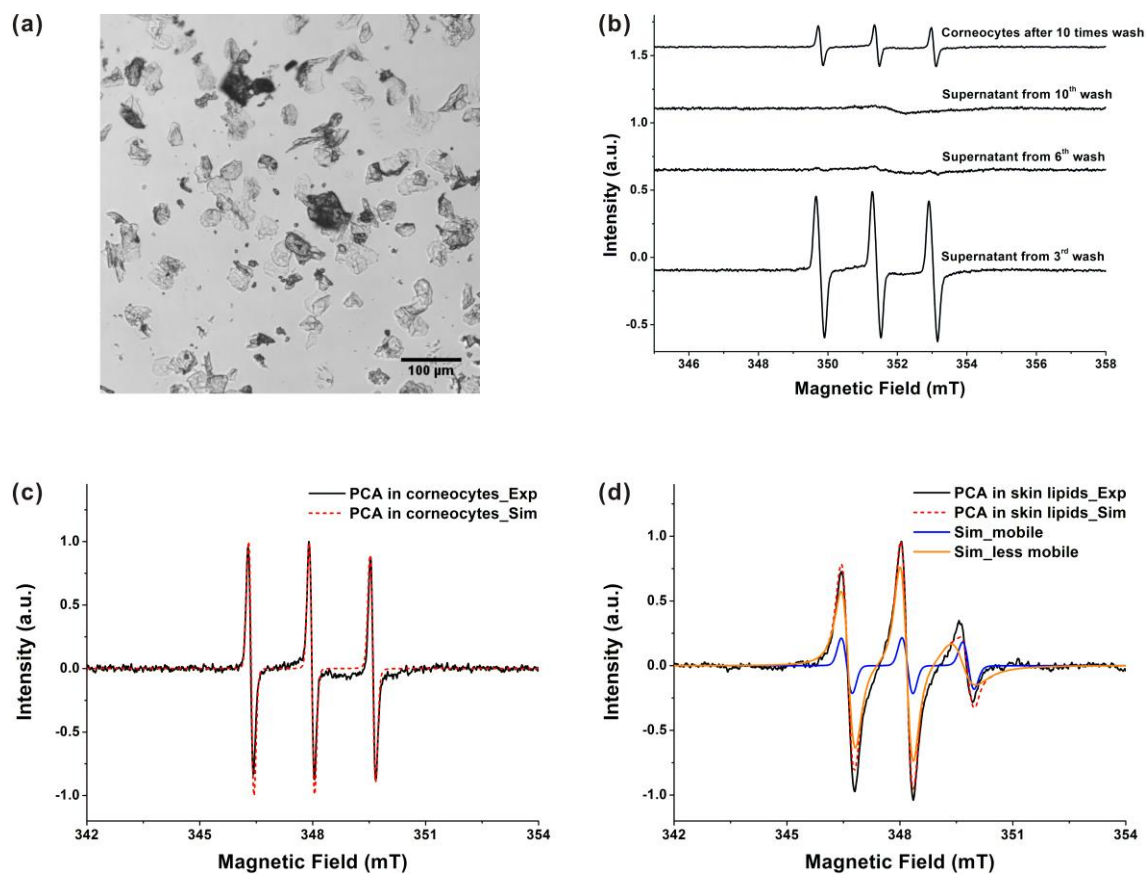 (a)
100 µm
(b)
Corneocytes after 10 times wash
Supernatant from 10th wash
Supernatant from 6th wash
Supernatant from 3rd wash
1.5
1.0
0.5
0.0
-0.5
Intensity (a.u.)
346 348 350 352 354 356 358
Magnetic Field (mT)
(c)
PCA in corneocytes_Exp
PCA in corneocytes_Sim
1.0
0.5
0.0
-0.5
-1.0
Intensity (a.u.)
342 345 348 351 354
Magnetic Field (mT)
(d)
PCA in skin lipids_Exp
PCA in skin lipids_Sim
Sim_mobile
Sim_less mobile
1.0
0.5
0.0
-0.5
-1.0
Intensity (a.u.)
342 345 348 351 354
Magnetic Field (mT)